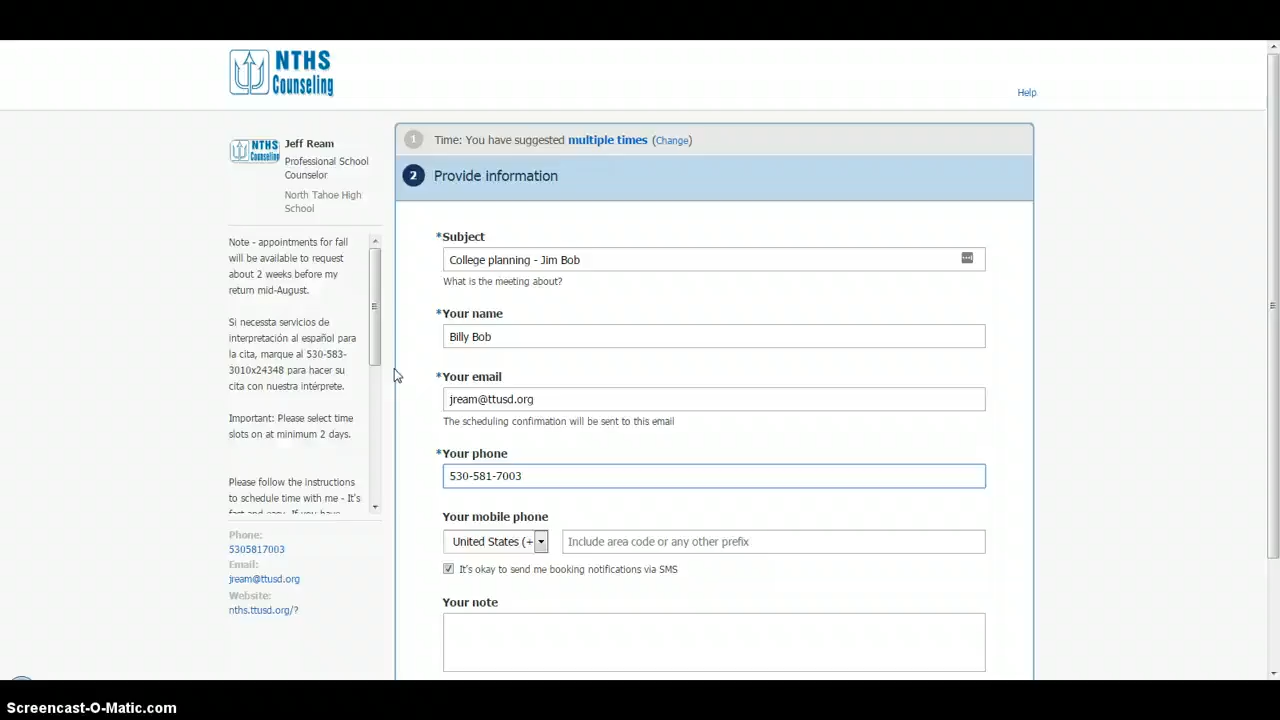 NTHS
Counseling
Help
NTHS
Counseling
Jeff Ream
Professional School
Counselor
North Tahoe High
School
Note - appointments for fall
will be available to request
about 2 weeks before my
return mid-August.
Si necessta servicios de
interpretación al español para
la cita, marque al 530-583-
3010x24348 para hacer su
cita con nuestra intérprete.
Important: Please select time
slots on at minimum 2 days.
Please follow the instructions
to schedule time with me - It's
fast and easy. If you have
Phone:
5305817003
Email:
jream@ttusd.org
Website:
nths.ttusd.org/?
1 Time: You have suggested multiple times (Change)
2 Provide information
*Subject
College planning - Jim Bob
What is the meeting about?
*Your name
Billy Bob
*Your email
jream@ttusd.org
The scheduling confirmation will be sent to this email
*Your phone
530-581-7003
Your mobile phone
United States (+ Include area code or any other prefix
It's okay to send me booking notifications via SMS
Your note
Screencast-O-Matic.com